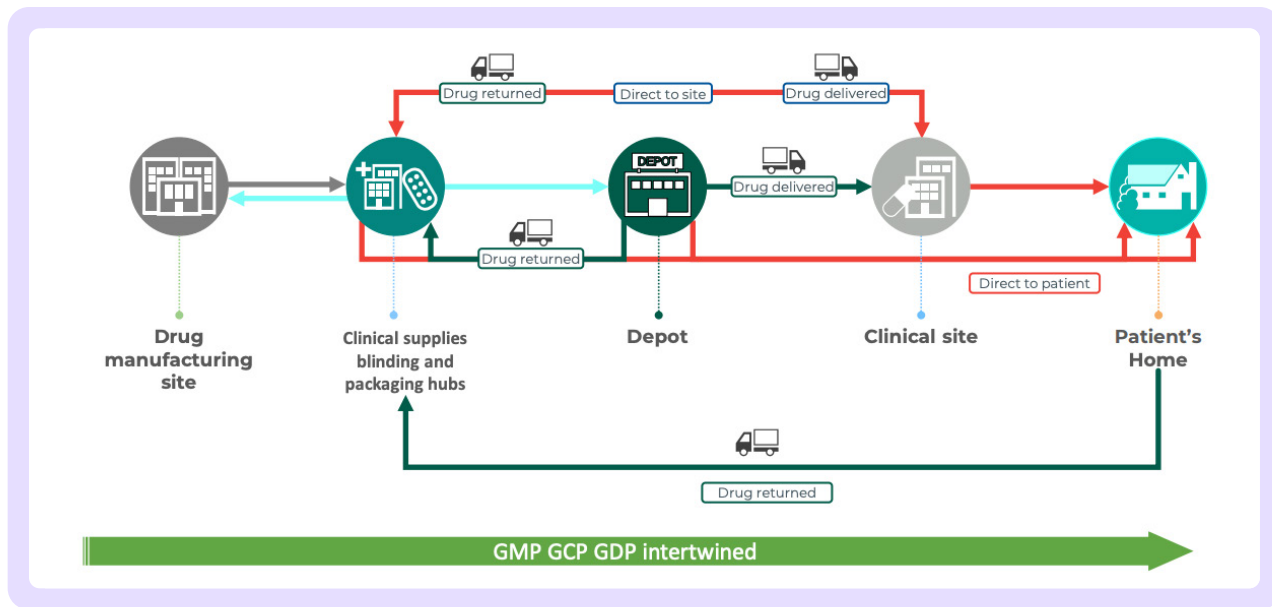 Drug returned
Direct to site
Drug delivered
DEPOT
Drug delivered
Drug returned
Direct to patient
Drug
manufacturing
site
Clinical supplies
blinding and
packaging hubs
Depot
Clinical site
Patient's
Home
Drug returned
GMP GCP GDP intertwined